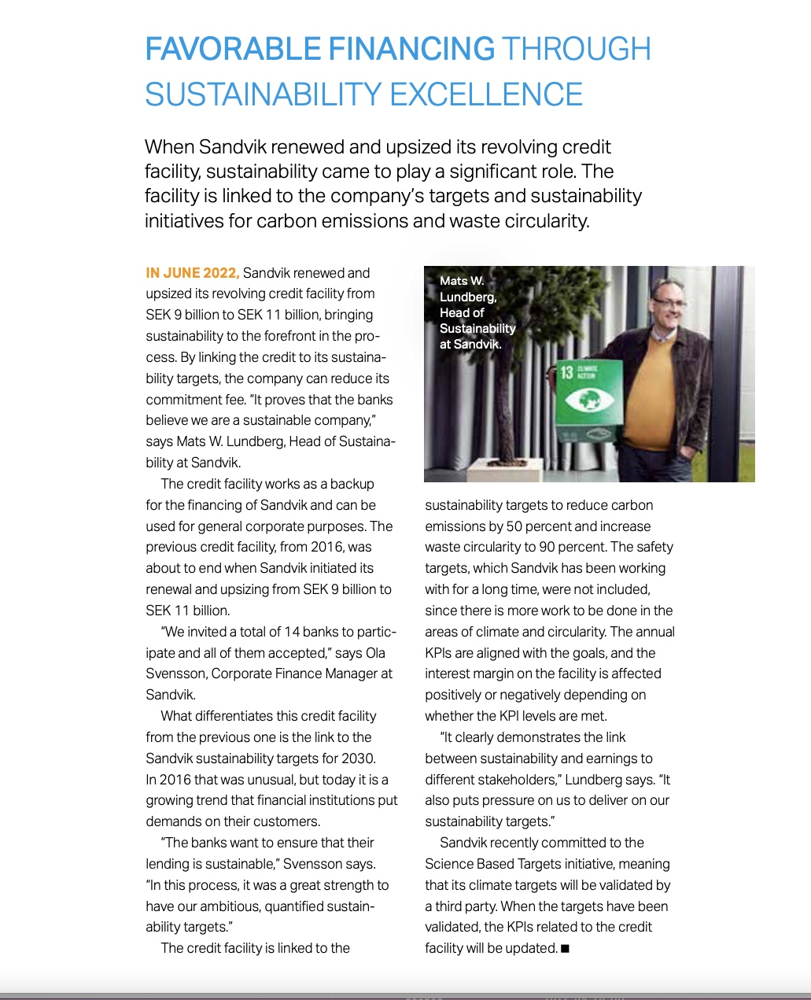 FAVORABLE FINANCING THROUGH
SUSTAINABILITY EXCELLENCE
When Sandvik renewed and upsized its revolving credit
facility, sustainability came to play a significant role. The
facility is linked to the company’s targets and sustainability
initiatives for carbon emissions and waste circularity.
IN JUNE 2022, Sandvik renewed and
upsized its revolving credit facility from
SEK 9 billion to SEK 11 billion, bringing
sustainability to the forefront in the pro-
cess. By linking the credit to its sustaina-
bility targets, the company can reduce its
commitment fee. “It proves that the banks
believe we are a sustainable company,”
says Mats W. Lundberg, Head of Sustaina-
bility at Sandvik.
The credit facility works as a backup
for the financing of Sandvik and can be
used for general corporate purposes. The
previous credit facility, from 2016, was
about to end when Sandvik initiated its
renewal and upsizing from SEK 9 billion to
SEK 11 billion.
“We invited a total of 14 banks to partic-
ipate and all of them accepted,” says Ola
Svensson, Corporate Finance Manager at
Sandvik.
What differentiates this credit facility
from the previous one is the link to the
Sandvik sustainability targets for 2030.
In 2016 that was unusual, but today it is a
growing trend that financial institutions put
demands on their customers.
“The banks want to ensure that their
lending is sustainable,” Svensson says.
“In this process, it was a great strength to
have our ambitious, quantified sustain-
ability targets.”
The credit facility is linked to the
Mats W.
Lundberg,
Head of
Sustainability
at Sandvik.
13 CLIMATE
ACTION
sustainability targets to reduce carbon
emissions by 50 percent and increase
waste circularity to 90 percent. The safety
targets, which Sandvik has been working
with for a long time, were not included,
since there is more work to be done in the
areas of climate and circularity. The annual
KPIs are aligned with the goals, and the
interest margin on the facility is affected
positively or negatively depending on
whether the KPI levels are met.
“It clearly demonstrates the link
between sustainability and earnings to
different stakeholders,” Lundberg says. “It
also puts pressure on us to deliver on our
sustainability targets.”
Sandvik recently committed to the
Science Based Targets initiative, meaning
that its climate targets will be validated by
a third party. When the targets have been
validated, the KPIs related to the credit
facility will be updated. ■